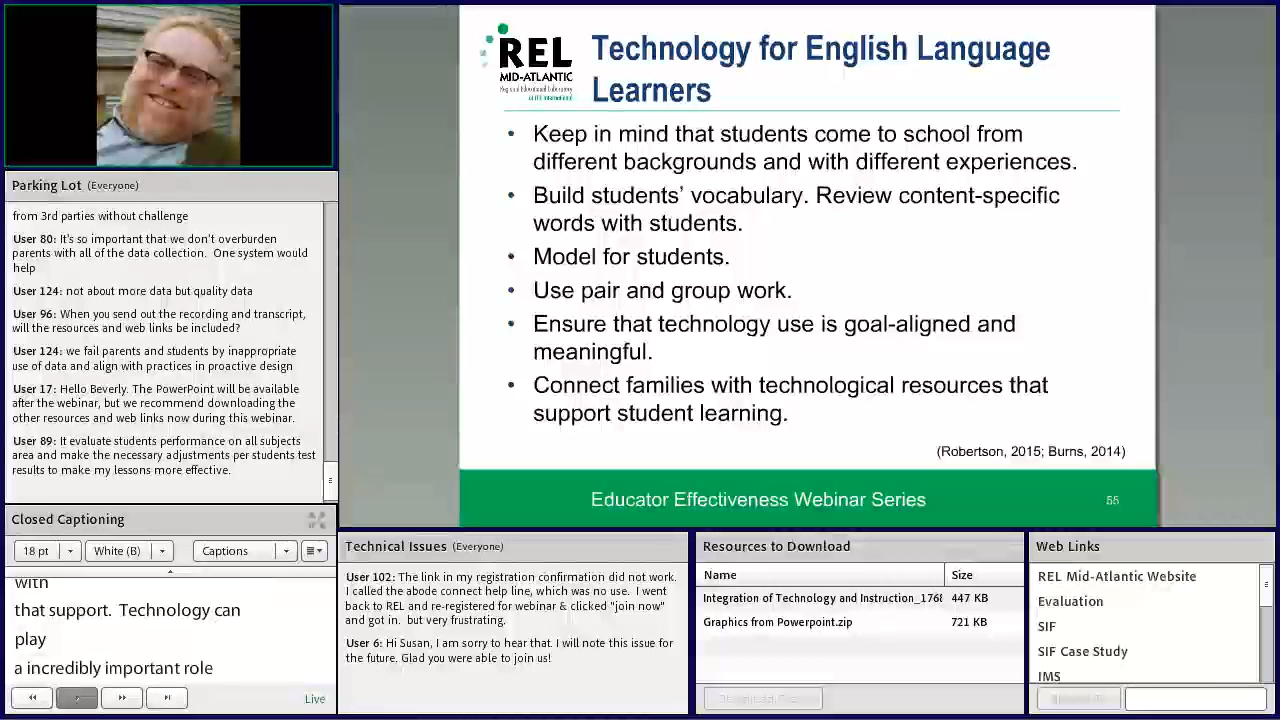 REL
MID-ATLANTIC
Regional Educational Laboratory
Technology for English Language
Learners
• Keep in mind that students come to school from
different backgrounds and with different experiences.
• Build students’ vocabulary. Review content-specific
words with students.
• Model for students.
• Use pair and group work.
• Ensure that technology use is goal-aligned and
meaningful.
• Connect families with technological resources that
support student learning.
(Robertson, 2015; Burns, 2014)
Educator Effectiveness Webinar Series
55
Parking Lot (Everyone)
from 3rd parties without challenge
User 80: It's so important that we don't overburden
parents with all of the data collection. One system would
help
User 124: not about more data but quality data
User 96: When you send out the recording and transcript,
will the resources and web links be included?
User 124: we fail parents and students by inappropriate
use of data and align with practices in proactive design
User 17: Hello Beverly. The PowerPoint will be available
after the webinar, but we recommend downloading the
other resources and web links now during this webinar.
User 89: It evaluate students performance on all subjects
area and make the necessary adjustments per students test
results to make my lessons more effective.
Closed Captioning
18 pt White (B) Captions
with
that support. Technology can
play
a incredibly important role
Live
Technical Issues (Everyone)
User 102: The link in my registration confirmation did not work.
I called the abode connect help line, which was no use. I went
back to REL and re-registered for webinar & clicked "join now"
and got in. but very frustrating.
User 6: Hi Susan, I am sorry to hear that. I will note this issue for
the future. Glad you were able to join us!
Resources to Download
Name Size
Integration of Technology and Instruction_1768 447 KB
Graphics from Powerpoint.zip 721 KB
Web Links
REL Mid-Atlantic Website
Evaluation
SIF
SIF Case Study
IMS